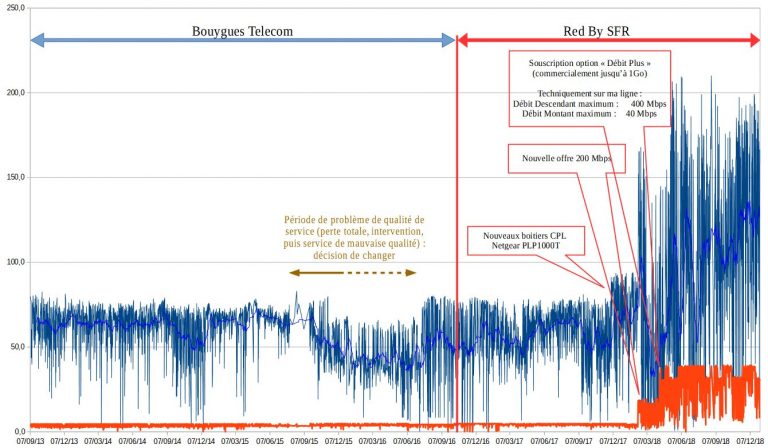 250,0
Bouygues Telecom
Red By SFR
Souscription option « Débit Plus »
(commercialement jusqu'à 1Go)
Techniquement sur ma ligne :
Débit Descendant maximum : 400 Mbps
Débit Montant maximum : 40 Mbps
200,0
Nouvelle offre 200 Mbps
150,0
Période de problème de qualité de
service (perte totale, intervention,
puis service de mauvaise qualité) :
décision de changer
Nouveaux boitiers CPL
Netgear PLP1000T
100,0
50,0
0,0
07/09/13 07/12/13 07/03/14 07/06/14 07/09/14 07/12/14 07/03/15 07/06/15 07/09/15 07/12/15 07/03/16 07/06/16 07/09/16 07/12/16 07/03/17 07/06/17 07/09/17 07/12/17 07/03/18 07/06/18 07/09/18 07/12/18